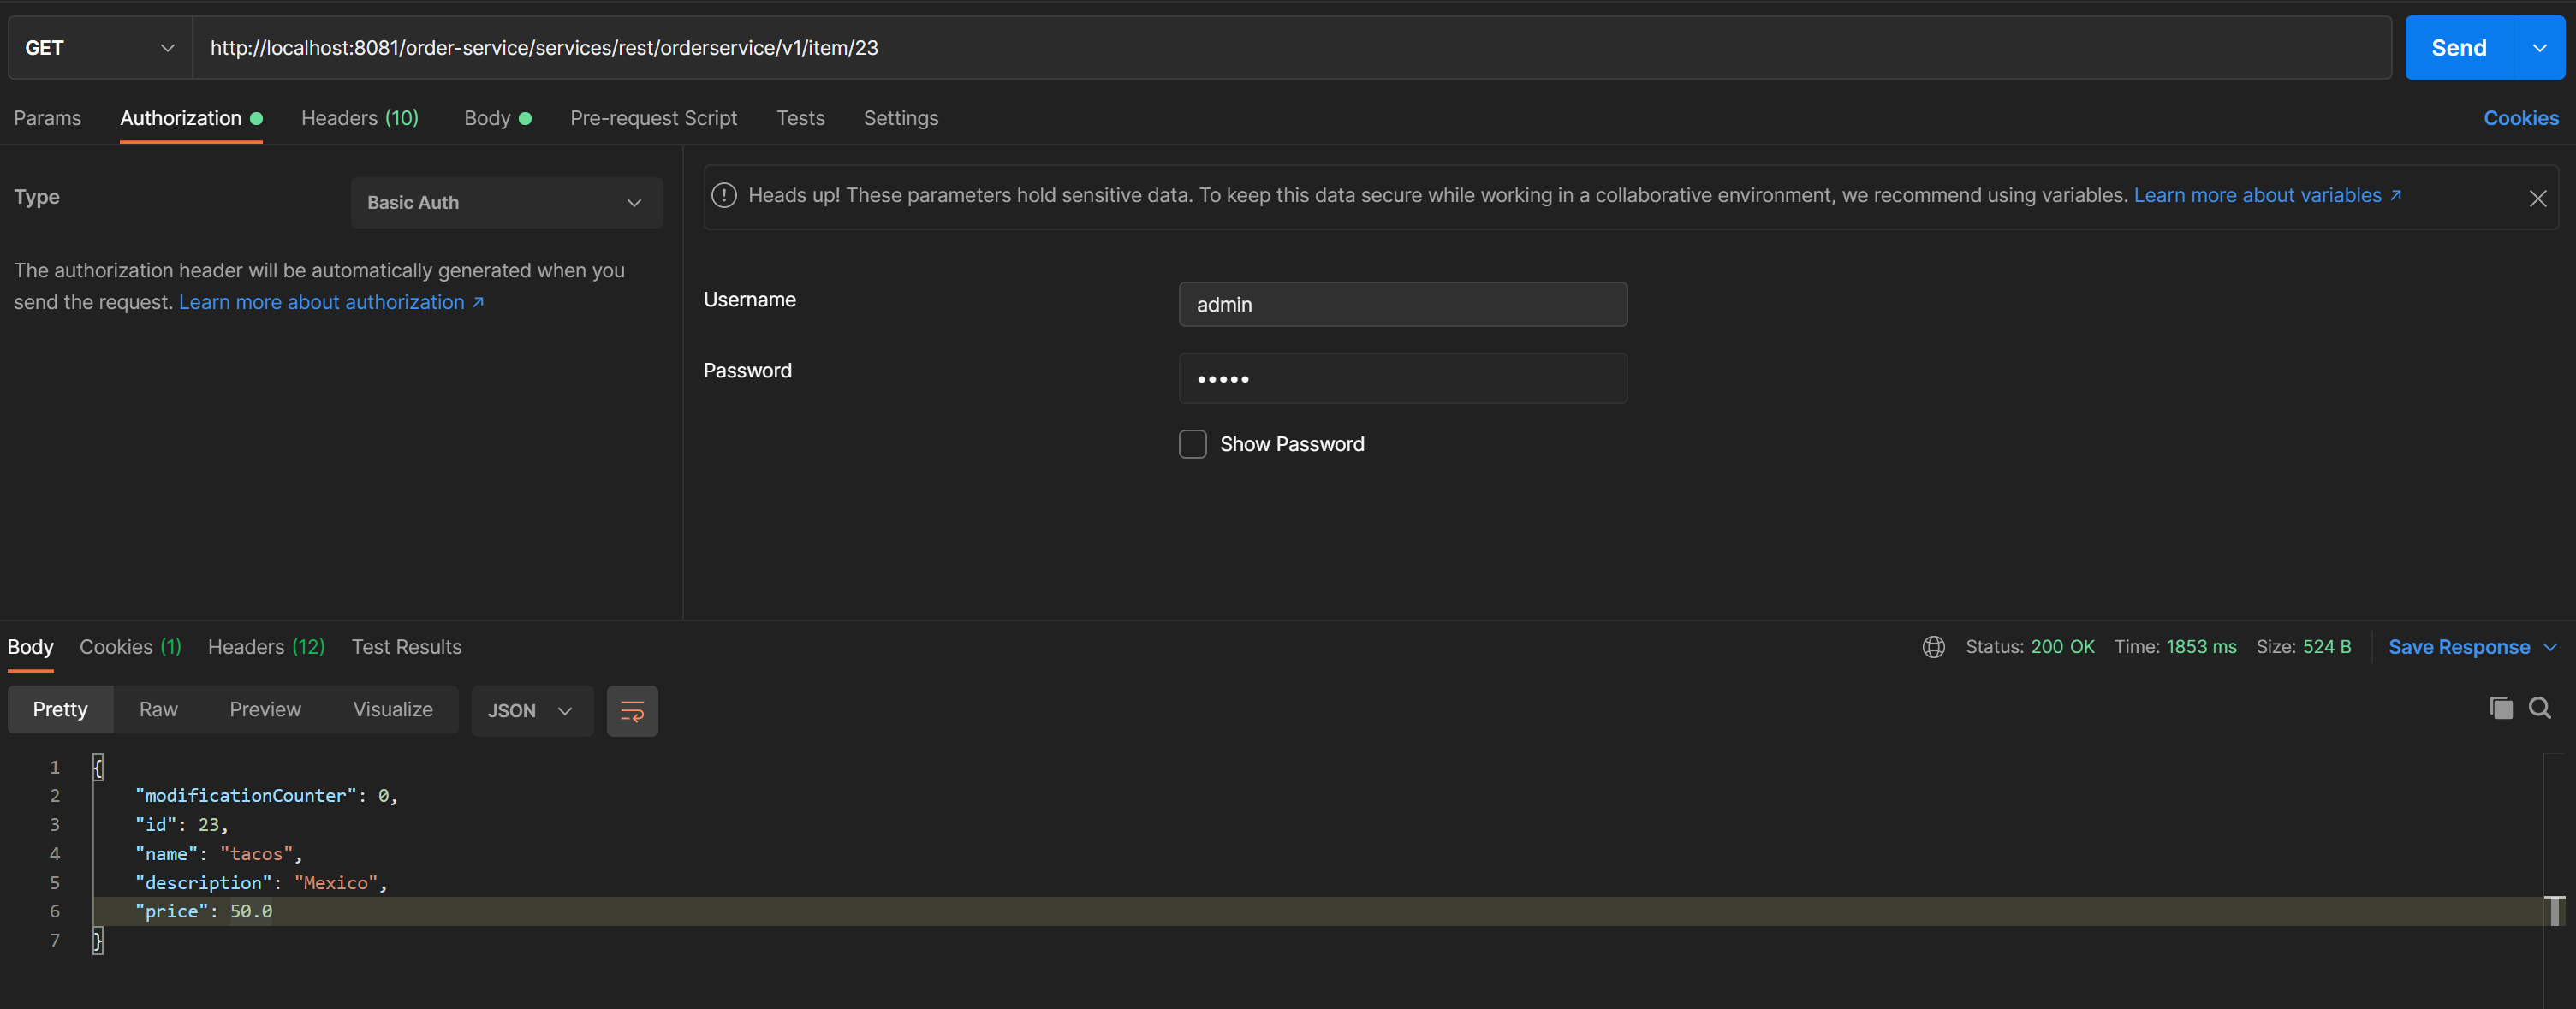 GET
http://localhost:8081/order-service/services/rest/orderservice/v1/item/23
Send
Params Authorization Headers (10) Body Pre-request Script Tests Settings Cookies
Type
Basic Auth
The authorization header will be automatically generated when you
send the request. Learn more about authorization ↗
Heads up! These parameters hold sensitive data. To keep this data secure while working in a collaborative environment, we recommend using variables. Learn more about variables ↗
Username
admin
Password
•••••
Show Password
Body Cookies (1) Headers (12) Test Results Status: 200 OK Time: 1853 ms Size: 524 B Save Response
Pretty Raw Preview Visualize JSON
1 {
2 "modificationCounter": 0,
3 "id": 23,
4 "name": "tacos",
5 "description": "Mexico",
6 "price": 50.0
7 }